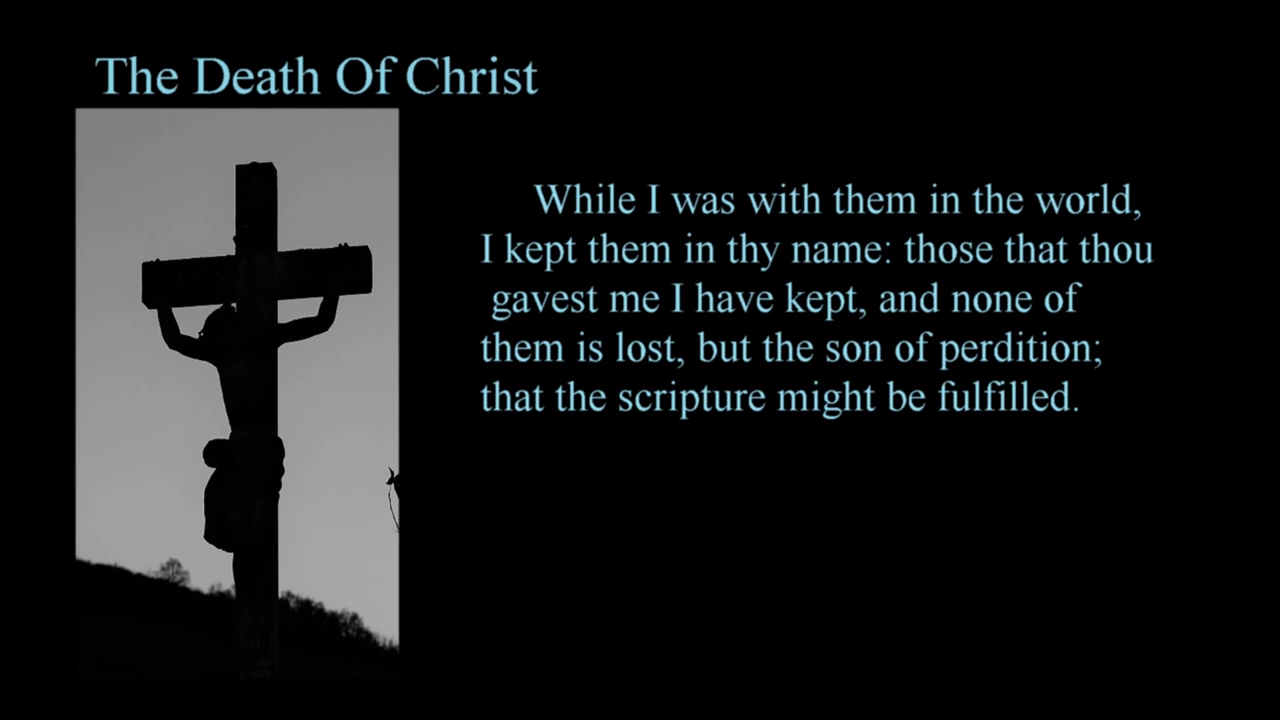 The Death Of Christ
While I was with them in the world,
I kept them in thy name: those that thou
gavest me I have kept, and none of
them is lost, but the son of perdition;
that the scripture might be fulfilled.